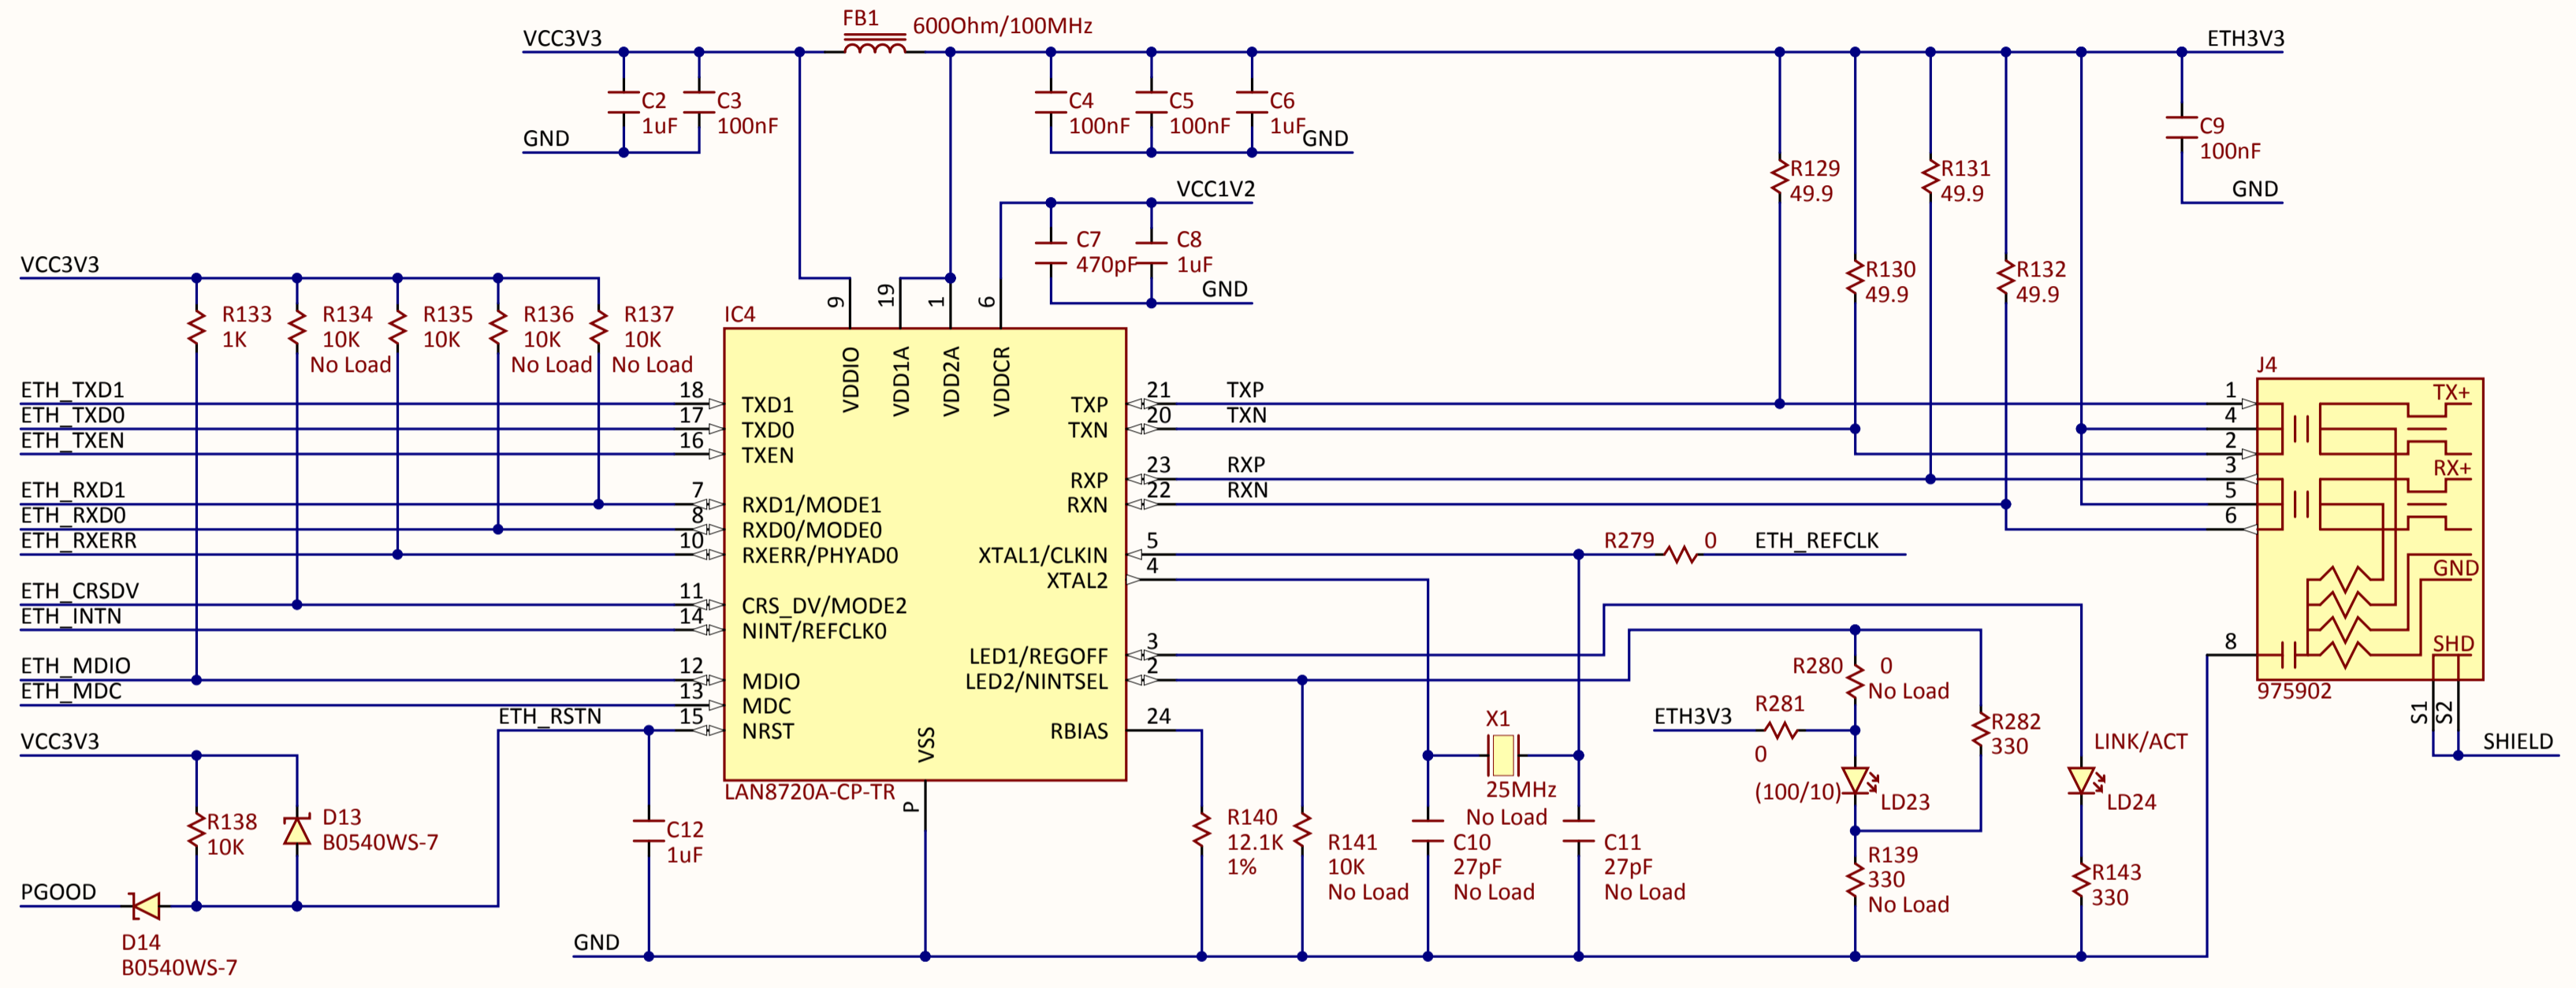 FB1
600Ohm/100MHz
VCC3V3
ETH3V3
C2
1uF
C3
100nF
C4
100nF
C5
100nF
C6
1uF
GND
GND
C9
100nF
GND
R129
49.9
R131
49.9
R130
49.9
R132
49.9
VCC1V2
C7
470pF
C8
1uF
GND
VCC3V3
R133
1K
R134
10K
No Load
R135
10K
R136
10K
No Load
R137
10K
No Load
IC4
9
19
1
6
VDDIO
VDD1A
VDD2A
VDDCR
ETH_TXD1
18
TXD1
ETH_TXD0
17
TXD0
ETH_TXEN
16
TXEN
ETH_RXD1
7
RXD1/MODE1
ETH_RXD0
8
RXD0/MODE0
ETH_RXERR
10
RXERR/PHYAD0
ETH_CRSDV
11
CRS_DV/MODE2
ETH_INTN
14
NINT/REFCLK0
ETH_MDIO
12
MDIO
ETH_MDC
13
MDC
ETH_RSTN
15
NRST
VSS
P
LAN8720A-CP-TR
TXP
21
TXP
TXN
20
TXN
RXP
23
RXP
RXN
22
RXN
XTAL1/CLKIN
5
R279
0
ETH_REFCLK
XTAL2
4
LED1/REGOFF
3
LED2/NINTSEL
2
RBIAS
24
J4
1
4
2
3
5
6
8
TX+
RX+
GND
SHD
975902
S1
S2
SHIELD
R280
0
No Load
R281
0
ETH3V3
R282
330
(100/10)
LD23
LINK/ACT
LD24
R139
330
No Load
R143
330
X1
25MHz
No Load
C10
27pF
No Load
C11
27pF
No Load
R140
12.1K
1%
R141
10K
No Load
VCC3V3
R138
10K
D13
B0540WS-7
PGOOD
D14
B0540WS-7
C12
1uF
GND